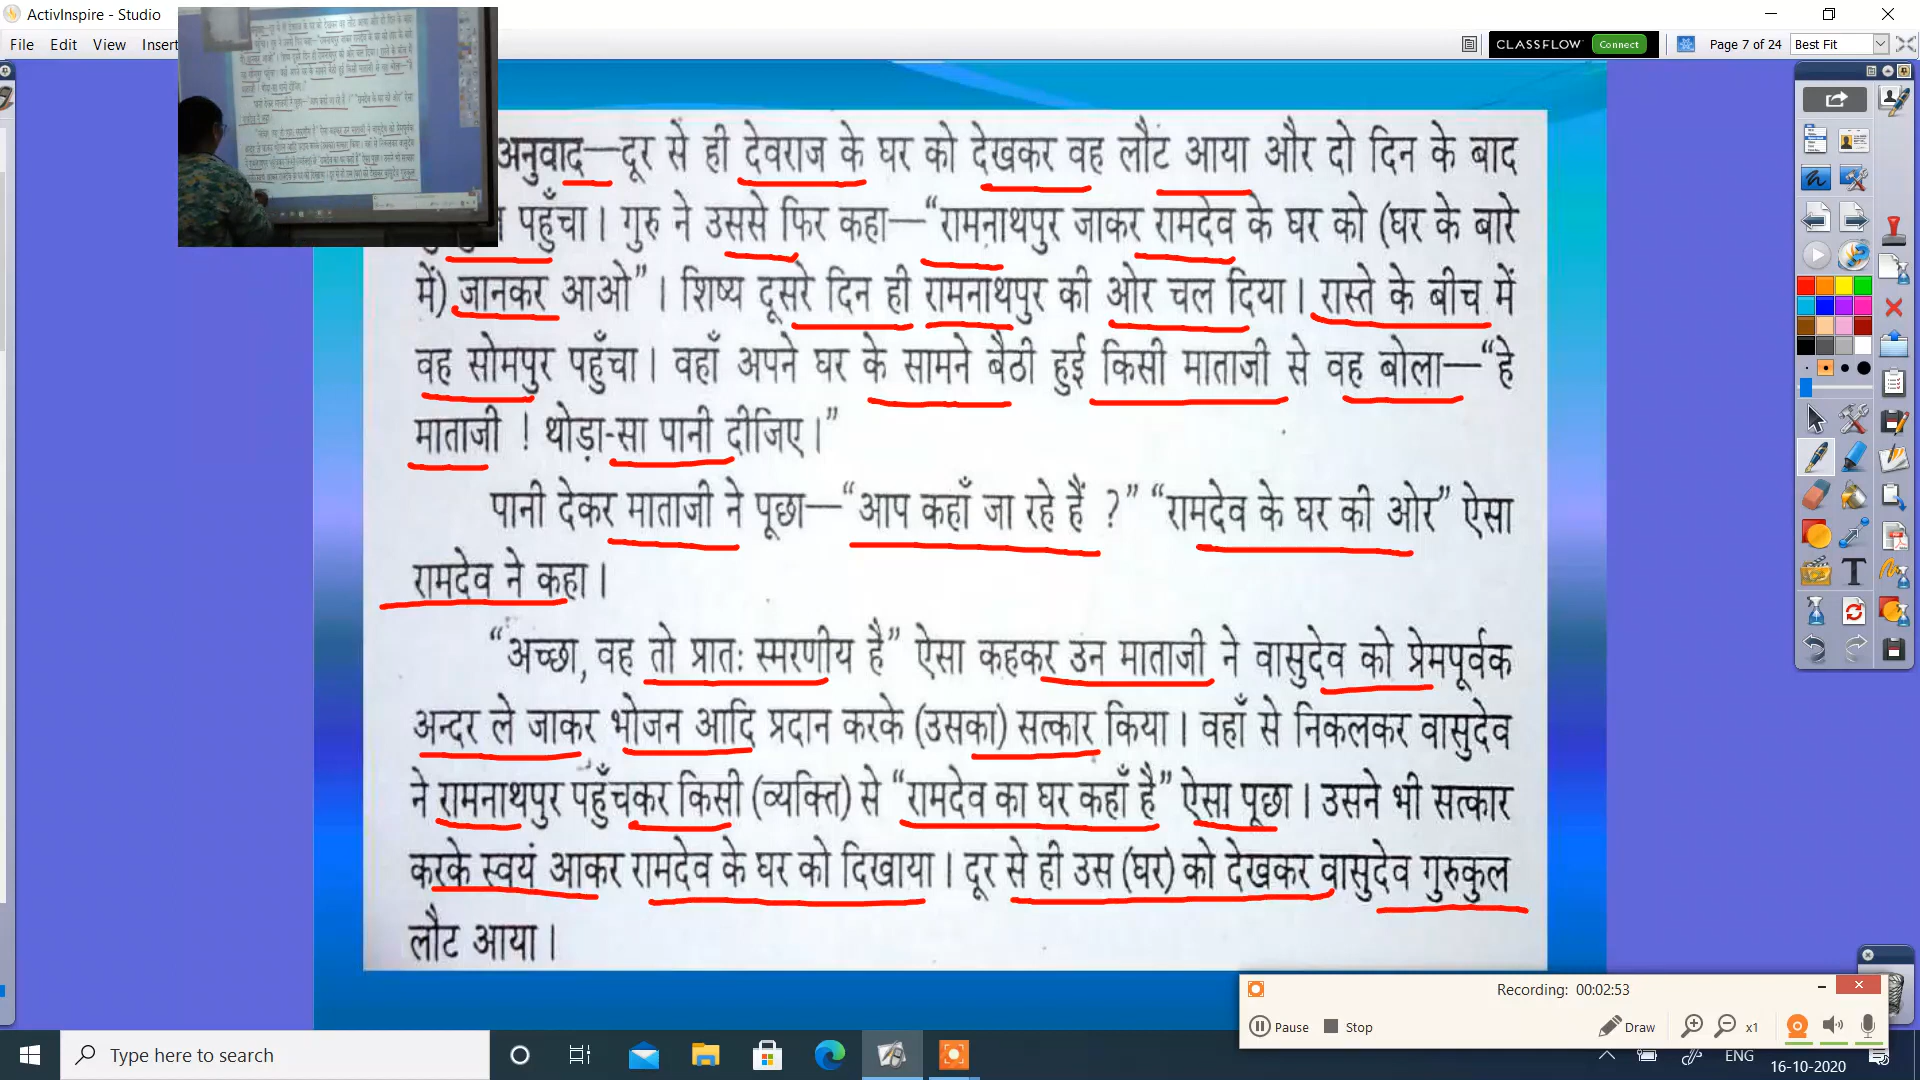 ActivInspire - Studio
File Edit View Insert
CLASSFLOW Connect Page 7 of 24 Best Fit
अनुवाद—दूर से ही देवराज के घर को देखकर वह लौट आया और दो दिन के बाद
पहुँचा। गुरु ने उससे फिर कहा—“रामनाथपुर जाकर रामदेव के घर को (घर के बारे
में) जानकर आओ”। शिष्य दूसरे दिन ही रामनाथपुर की ओर चल दिया। रास्ते के बीच में
वह सोमपुर पहुँचा। वहाँ अपने घर के सामने बैठी हुई किसी माताजी से वह बोला—“हे
माताजी ! थोड़ा-सा पानी दीजिए।”
पानी देकर माताजी ने पूछा—“आप कहाँ जा रहे हैं ?” “रामदेव के घर की ओर” ऐसा
रामदेव ने कहा।
“अच्छा, वह तो प्रातः स्मरणीय है” ऐसा कहकर उन माताजी ने वासुदेव को प्रेमपूर्वक
अन्दर ले जाकर भोजन आदि प्रदान करके (उसका) सत्कार किया। वहाँ से निकलकर वासुदेव
ने रामनाथपुर पहुँचकर किसी (व्यक्ति) से “रामदेव का घर कहाँ है” ऐसा पूछा। उसने भी सत्कार
करके स्वयं आकर रामदेव के घर को दिखाया। दूर से ही उस (घर) को देखकर वासुदेव गुरुकुल
लौट आया।
Recording: 00:02:53
Pause Stop Draw x1
Type here to search
ENG
16-10-2020